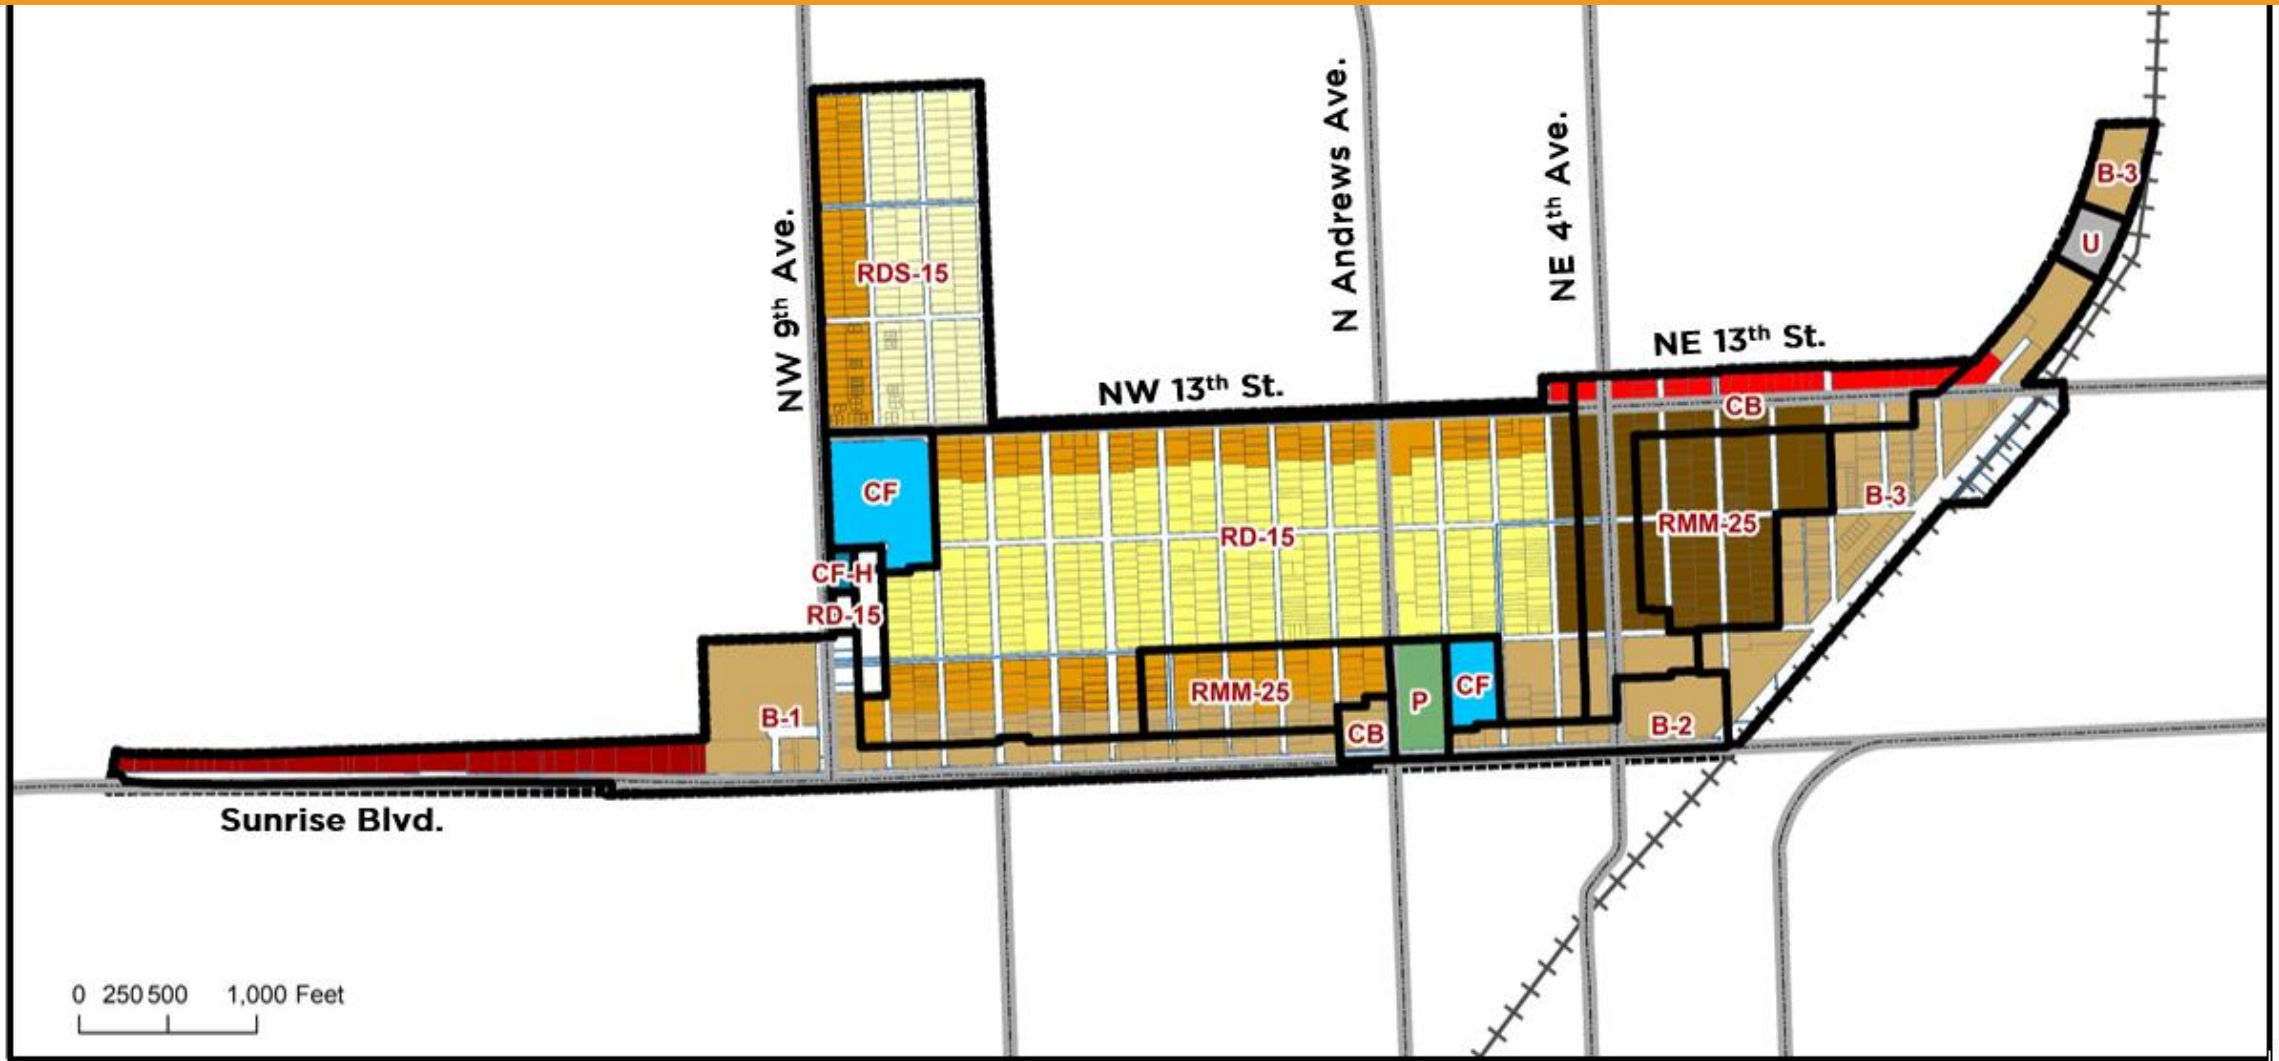 N Andrews Ave.
NE 4th Ave.
NW 9th Ave.
B-3
U
RDS-15
NE 13th St.
NW 13th St.
CB
CF
B-3
RMM-25
RD-15
CF-H
RD-15
RMM-25
CF
P
B-1
B-2
CB
Sunrise Blvd.
0 250 500 1,000 Feet